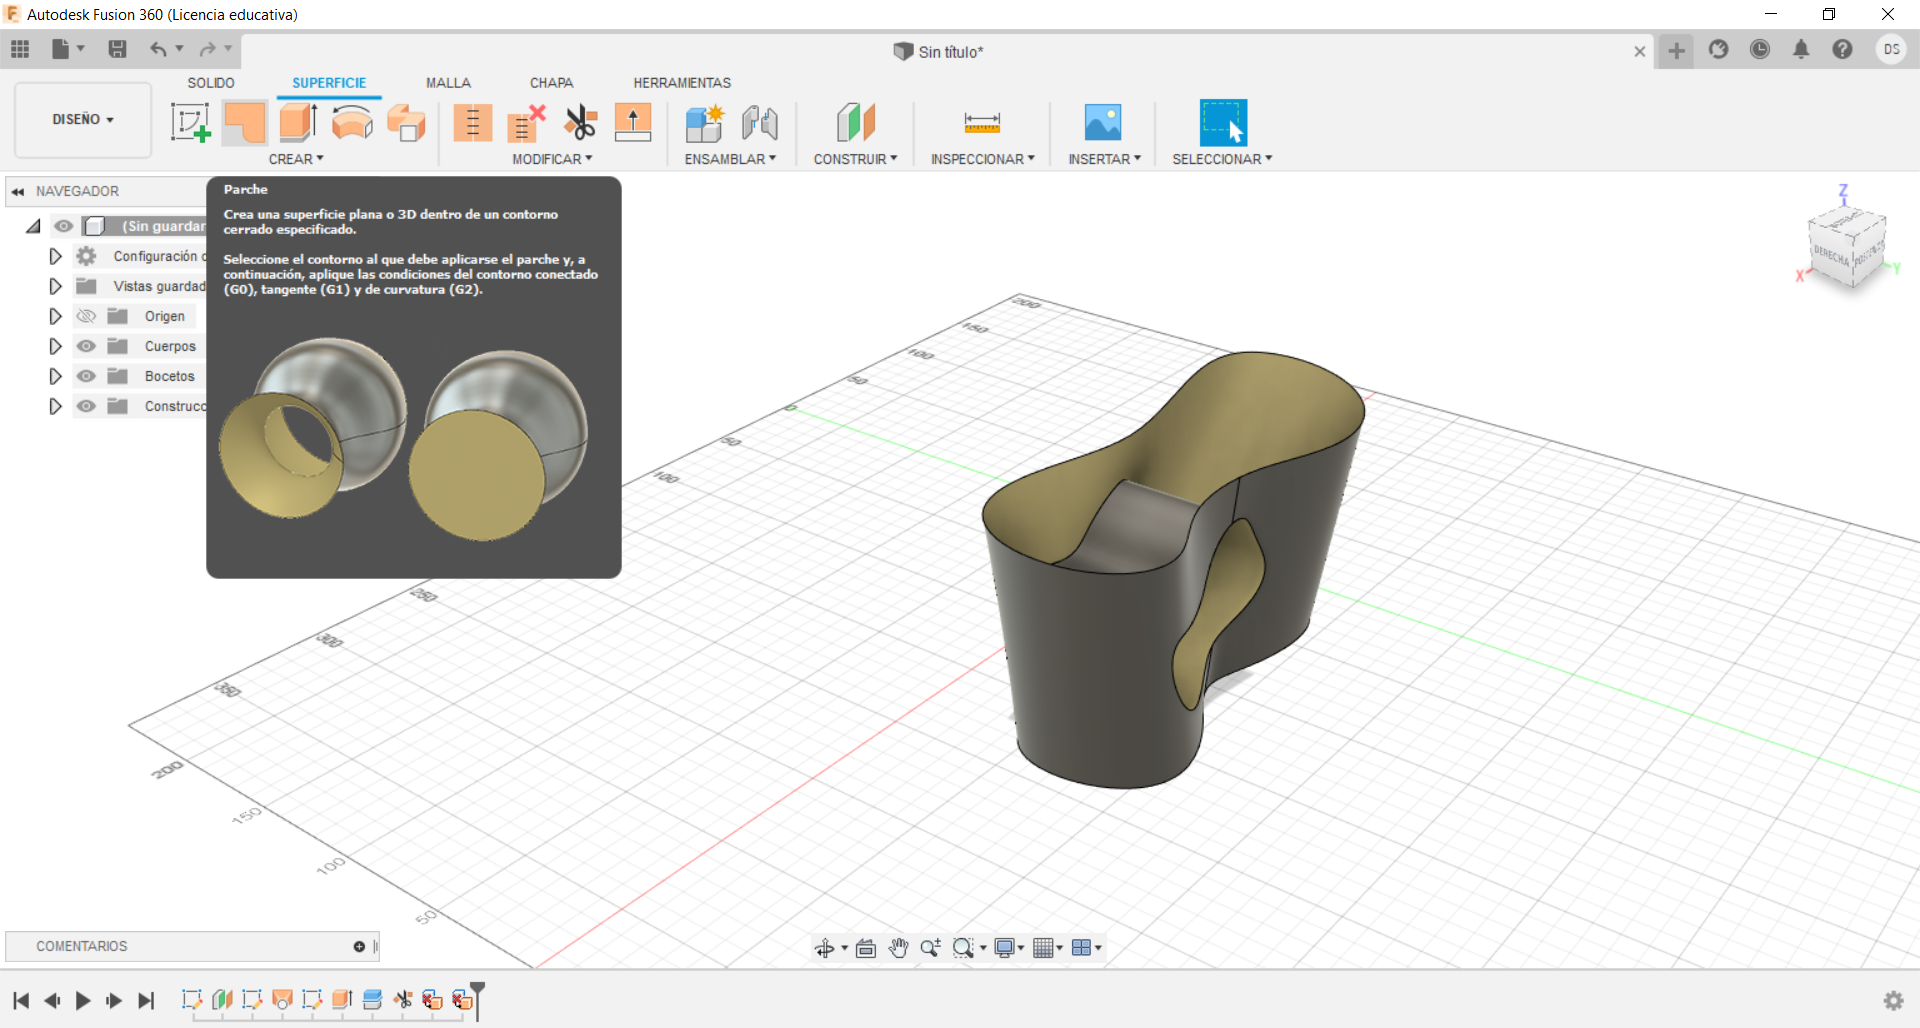 Autodesk Fusion 360 (Licencia educativa)
Sin título*
DS
DISEÑO
SOLIDO
SUPERFICIE
MALLA
CHAPA
HERRAMIENTAS
CREAR
MODIFICAR
ENSAMBLAR
CONSTRUIR
INSPECCIONAR
INSERTAR
SELECCIONAR
NAVEGADOR
(Sin guardar
Configuración
Vistas guardad
Origen
Cuerpos
Bocetos
Construcc
Parche
Crea una superficie plana o 3D dentro de un contorno
cerrado especificado.
Seleccione el contorno al que debe aplicarse el parche y, a
continuación, aplique las condiciones del contorno conectado
(G0), tangente (G1) y de curvatura (G2).
Z
DERECHA
X
Y
200
150
100
50
0
50
100
250
300
350
200
150
100
50
COMENTARIOS